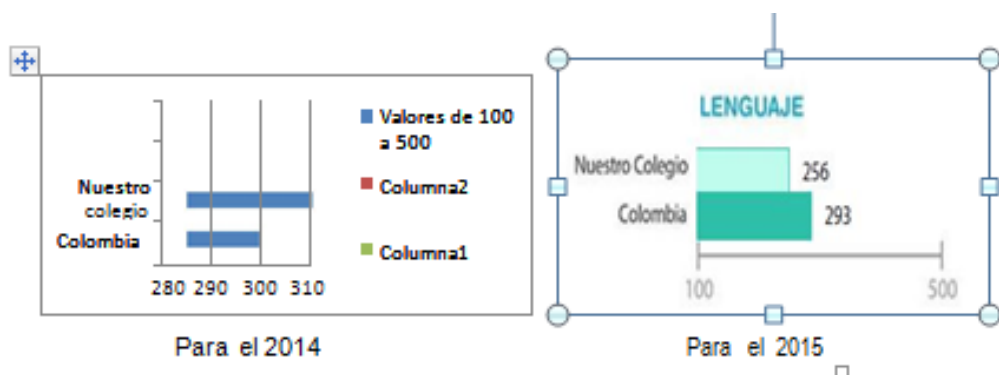 Valores de 100
a 500
Columna2
Columna1
Nuestro
colegio
Colombia
280 290 300 310
Para el 2014
LENGUAJE
Nuestro Colegio 256
Colombia 293
100 500
Para el 2015